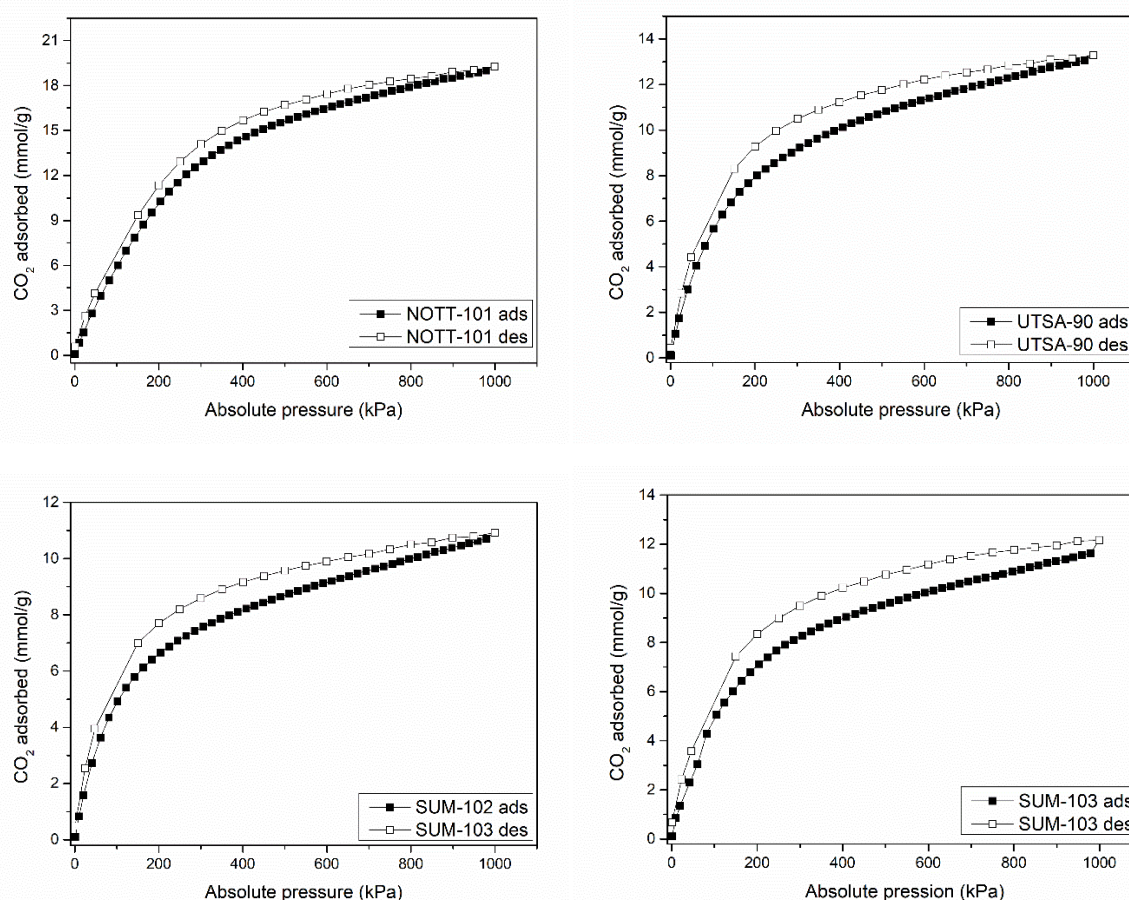 21
18
15
12
9
6
3
0
CO2 adsorbed (mmol/g)
NOTT-101 ads
NOTT-101 des
0 200 400 600 800 1000
Absolute pressure (kPa)
14
12
10
8
6
4
2
0
CO2 adsorbed (mmol/g)
UTSA-90 ads
UTSA-90 des
0 200 400 600 800 1000
Absolute pressure (kPa)
12
10
8
6
4
2
0
CO2 adsorbed (mmol/g)
SUM-102 ads
SUM-103 des
0 200 400 600 800 1000
Absolute pressure (kPa)
14
12
10
8
6
4
2
0
CO2 adsorbed (mmol/g)
SUM-103 ads
SUM-103 des
0 200 400 600 800 1000
Absolute pression (kPa)